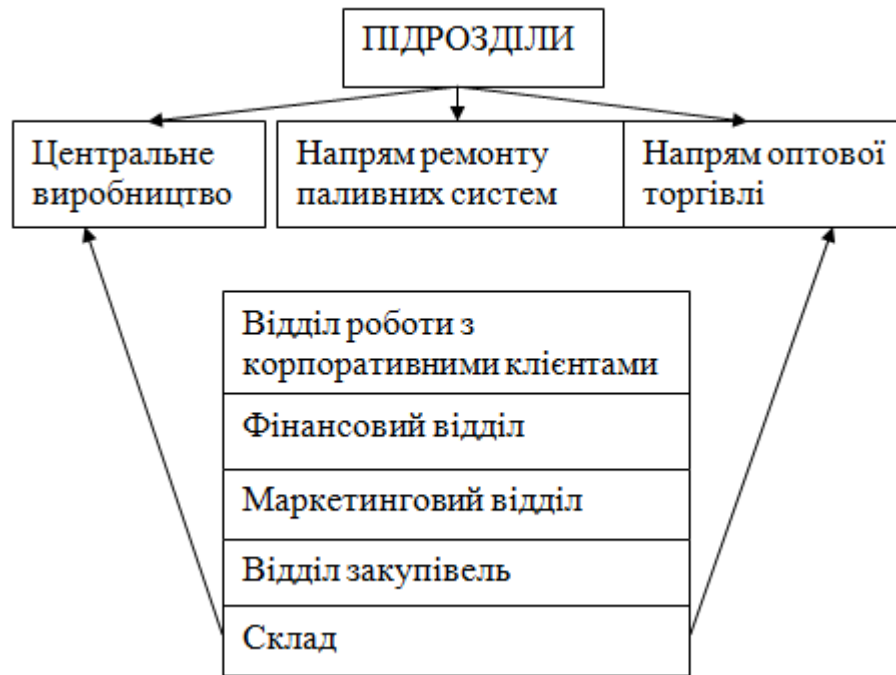 ПІДРОЗДІЛИ
Центральне
виробництво
Напрям ремонту
паливних систем
Напрям оптової
торгівлі
Відділ роботи з
корпоративними клієнтами
Фінансовий відділ
Маркетинговий відділ
Відділ закупівель
Склад